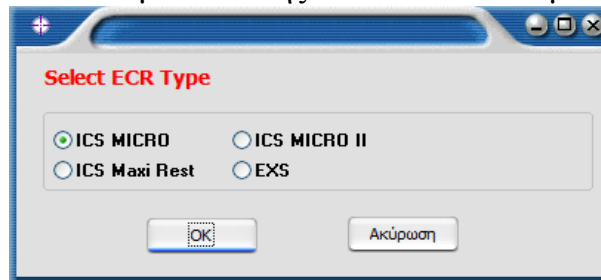 Select ECR Type
ICS MICRO ICS MICRO II
ICS Maxi Rest EXS
OK Ακύρωση